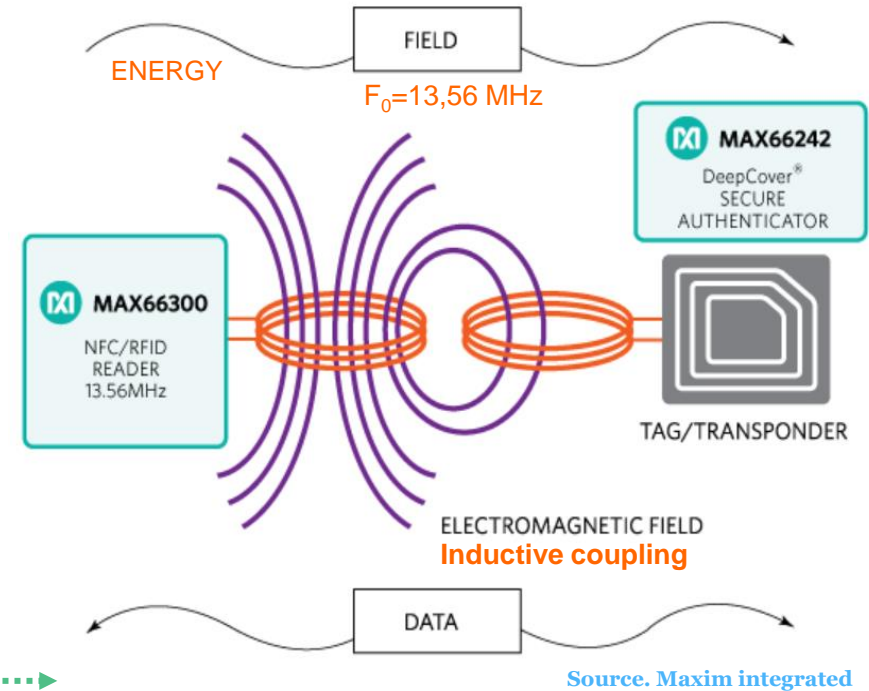 FIELD
ENERGY
F₀=13,56 MHz
MAX66242
DeepCover®
SECURE
AUTHENTICATOR
MAX66300
NFC/RFID
READER
13.56MHz
TAG/TRANSPONDER
ELECTROMAGNETIC FIELD
Inductive coupling
DATA
Source. Maxim integrated